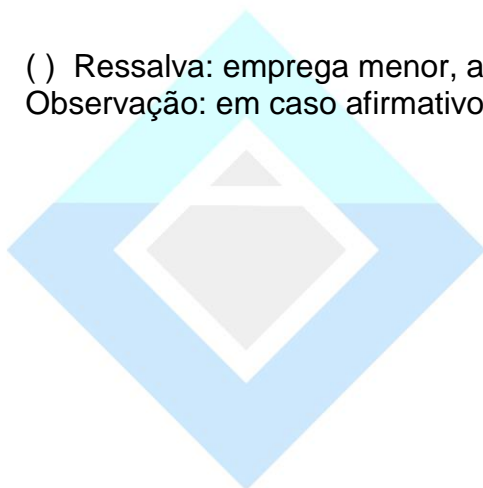 ( ) Ressalva: emprega menor, a
Observação: em caso afirmativo